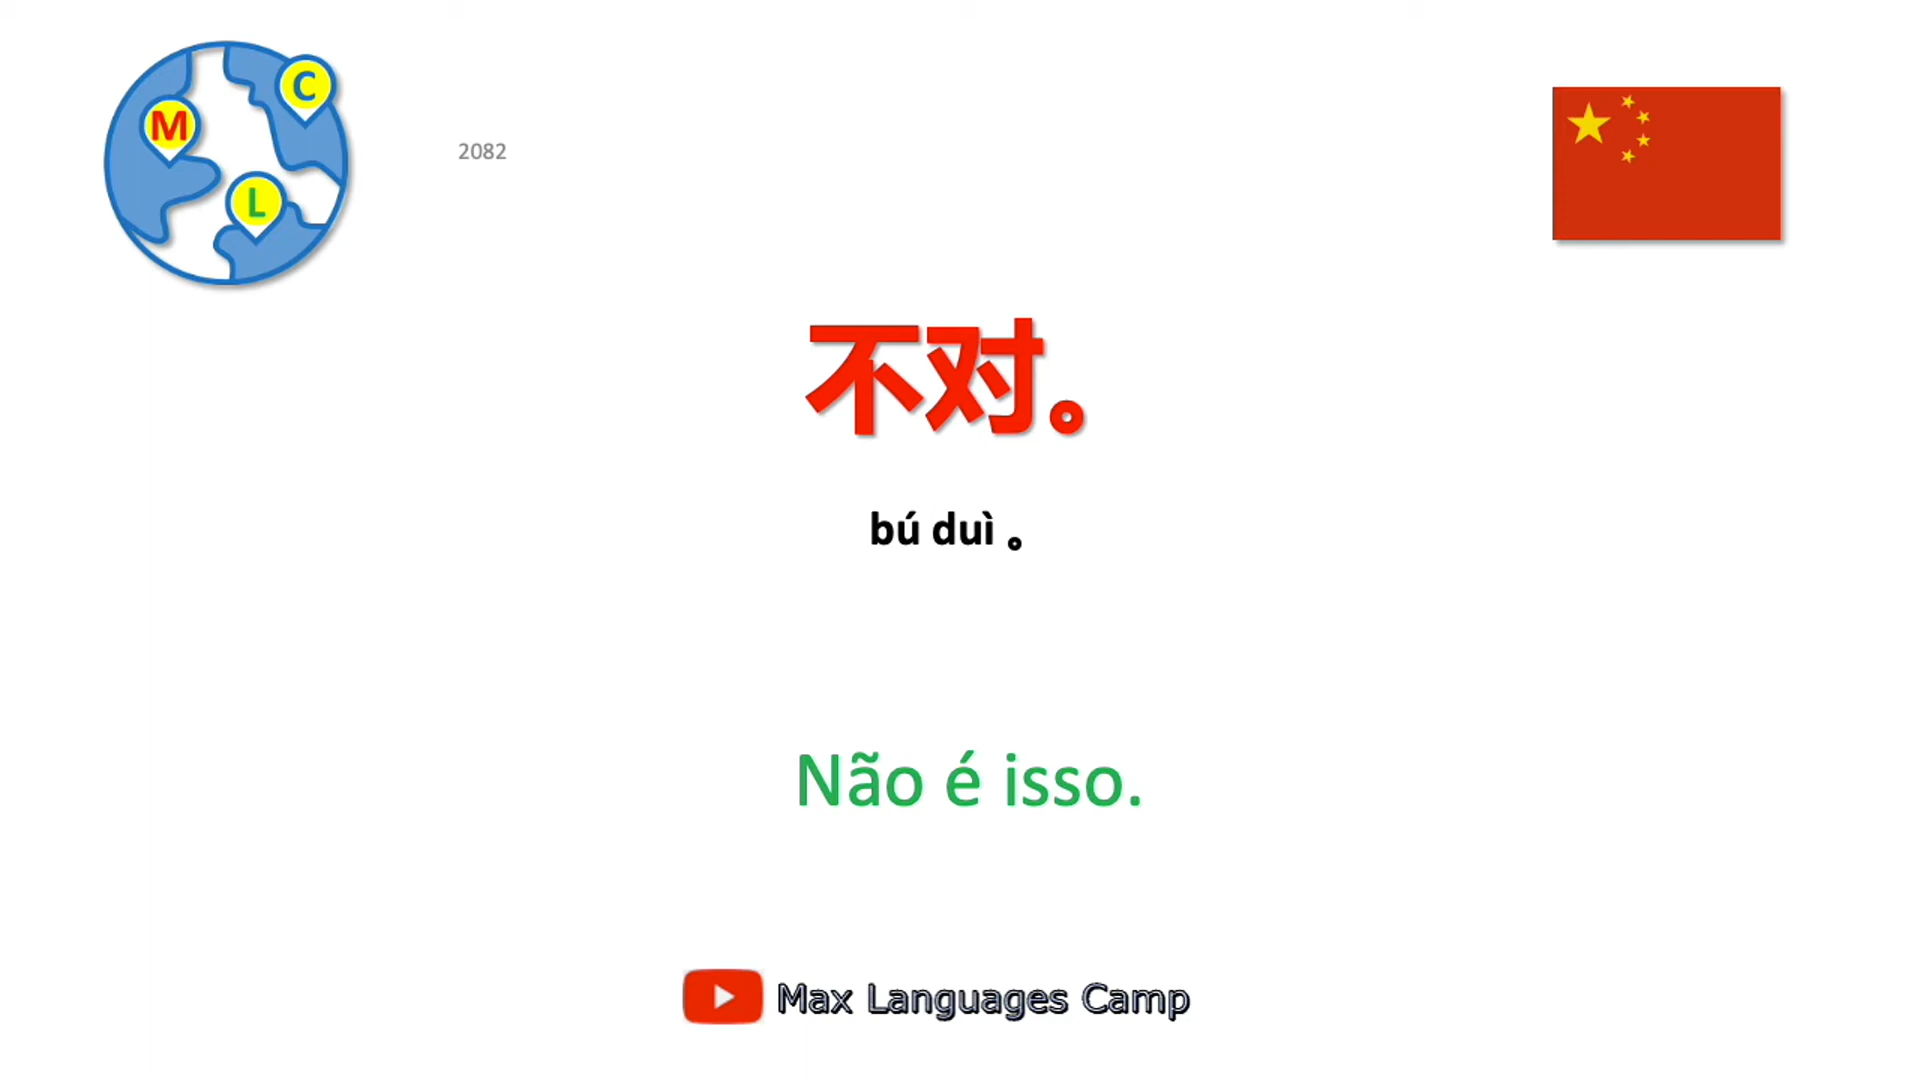 C
M
L
2082
不对。
bú duì 。
Não é isso.
Max Languages Camp